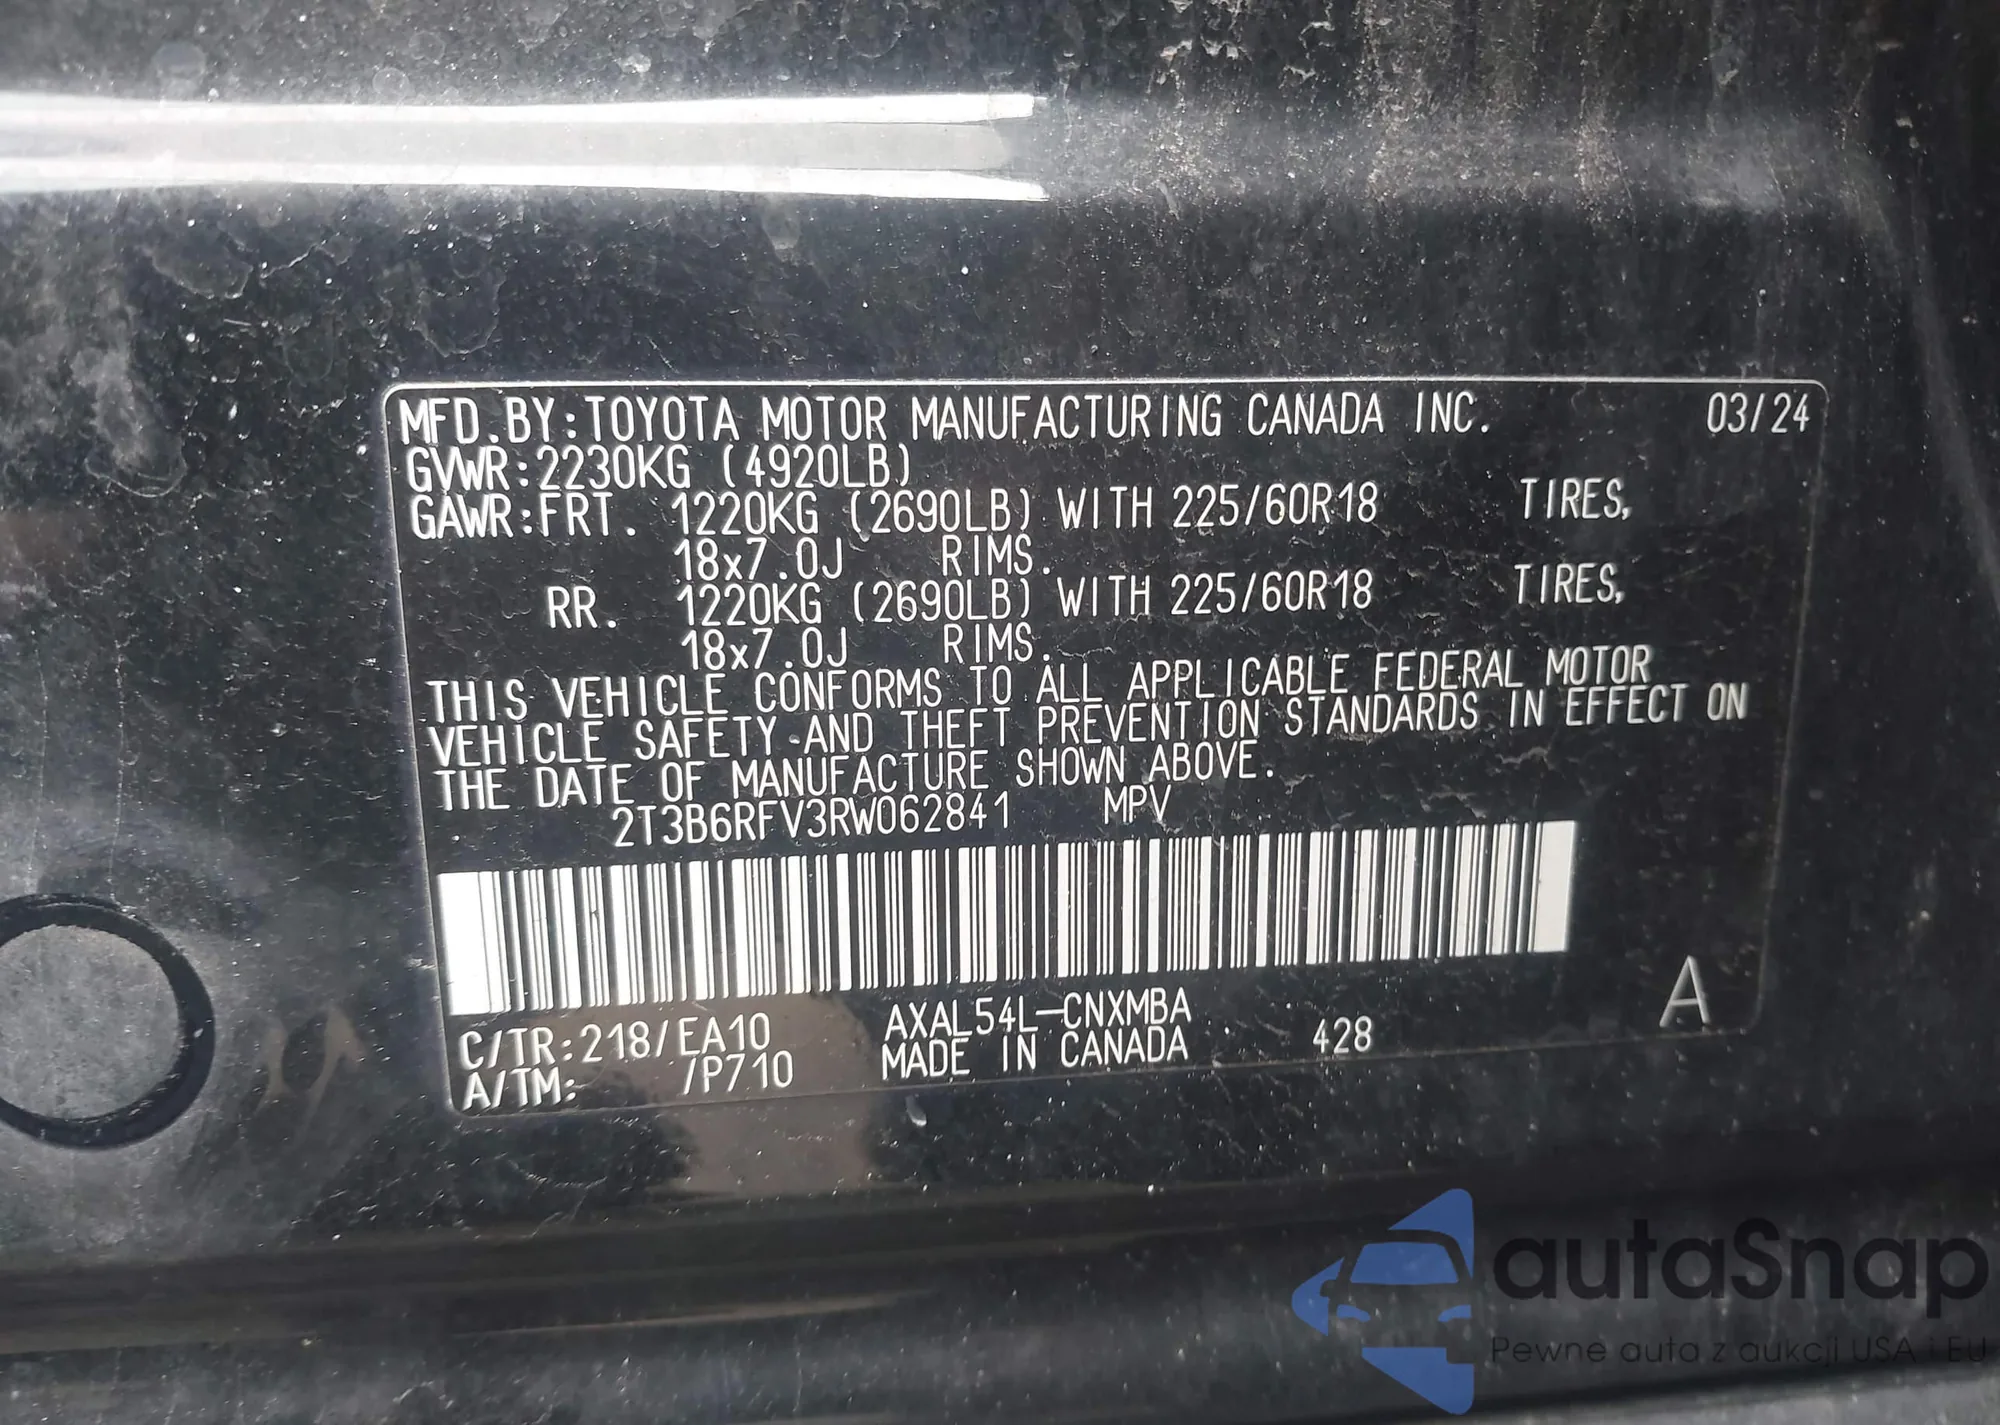 MFD.BY:TOYOTA MOTOR MANUFACTURING CANADA INC. 03/24
GVWR:2230KG (4920LB)
GAWR:FRT. 1220KG (2690LB) WITH 225/60R18 TIRES,
18x7.0J RIMS.
RR. 1220KG (2690LB) WITH 225/60R18 TIRES,
18x7.0J RIMS.
THIS VEHICLE CONFORMS TO ALL APPLICABLE FEDERAL MOTOR
VEHICLE SAFETY AND THEFT PREVENTION STANDARDS IN EFFECT ON
THE DATE OF MANUFACTURE SHOWN ABOVE.
2T3B6RFV3RW062841 MPV
A
C/TR:218/EA10 AXAL54L-CNXMBA
A/TM: /P710 MADE IN CANADA 428
autaSnap
Pewne auta z aukcji USA i EU